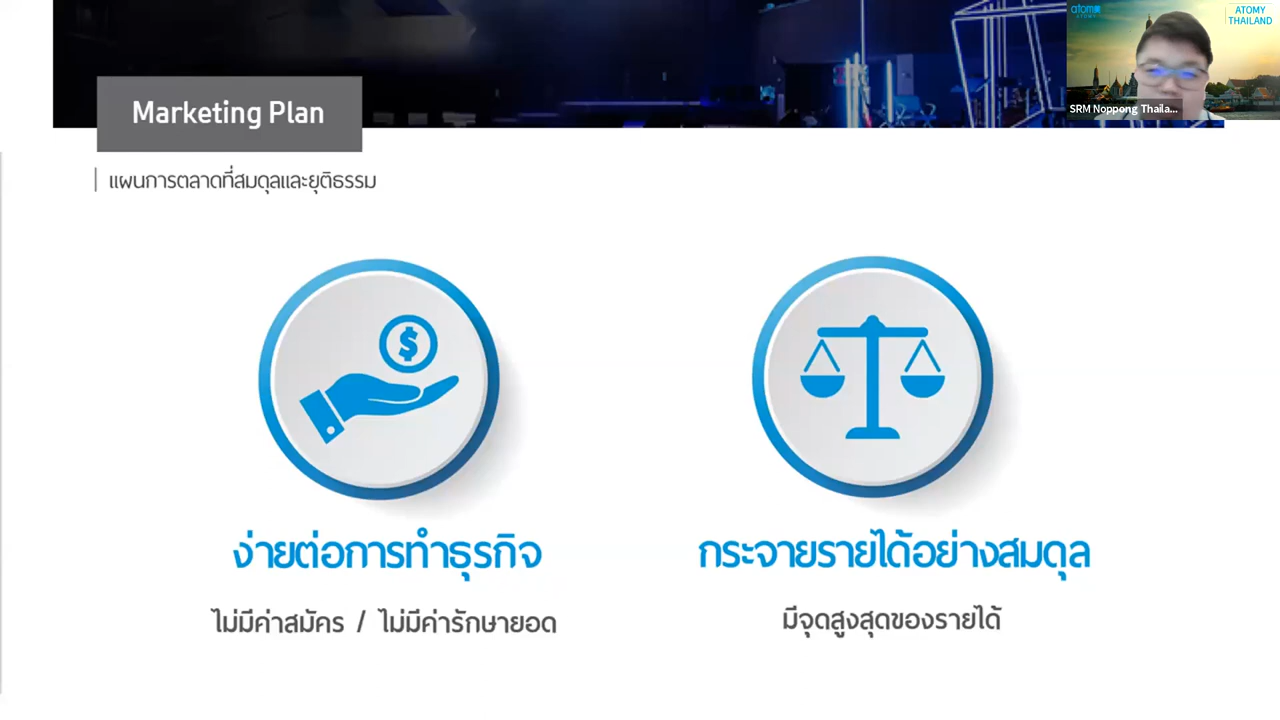 atomy
ATOMY
ATOMY
THAILAND
SRM Noppong Thaila...
Marketing Plan
แผนการตลาดที่สมดุลและยุติธรรม
$
ง่ายต่อการทำธุรกิจ
กระจายรายได้อย่างสมดุล
ไม่มีค่าสมัคร / ไม่มีค่ารักษายอด
มีจุดสูงสุดของรายได้